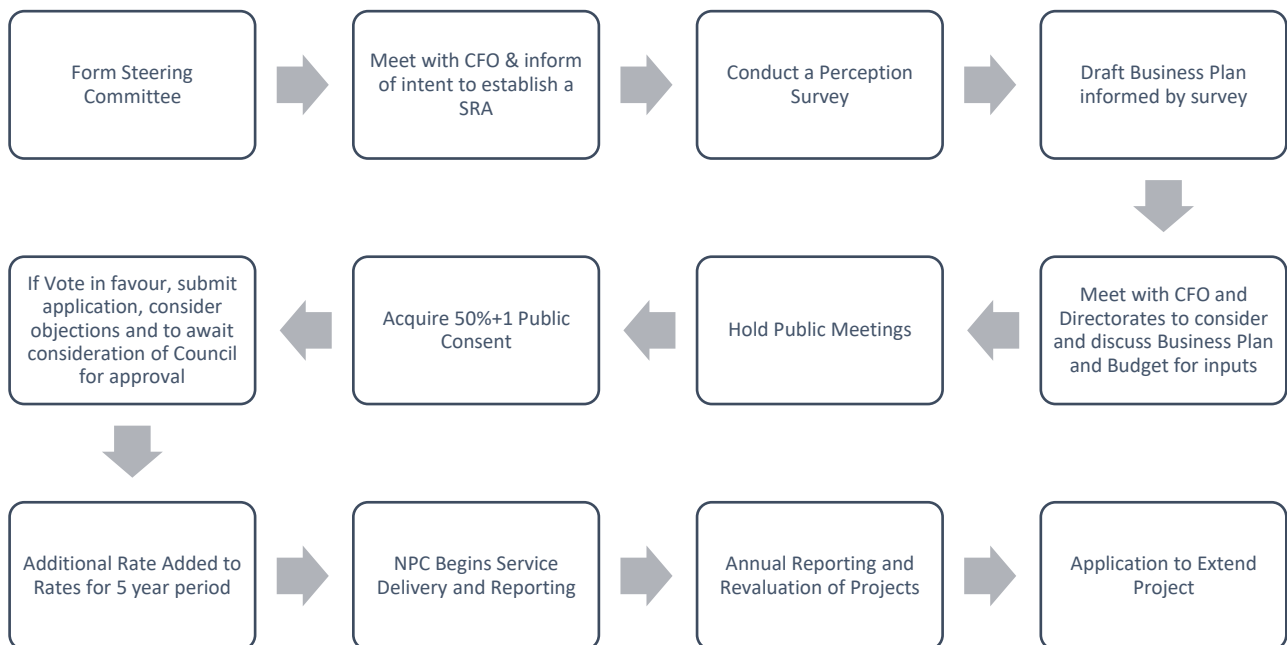 Form Steering
Committee
Meet with CFO & inform
of intent to establish a
SRA
Conduct a Perception
Survey
Draft Business Plan
informed by survey
Meet with CFO and
Directorates to consider
and discuss Business Plan
and Budget for inputs
Hold Public Meetings
Acquire 50%+1 Public
Consent
If Vote in favour, submit
application, consider
objections and to await
consideration of Council
for approval
Additional Rate Added to
Rates for 5 year period
NPC Begins Service
Delivery and Reporting
Annual Reporting and
Revaluation of Projects
Application to Extend
Project